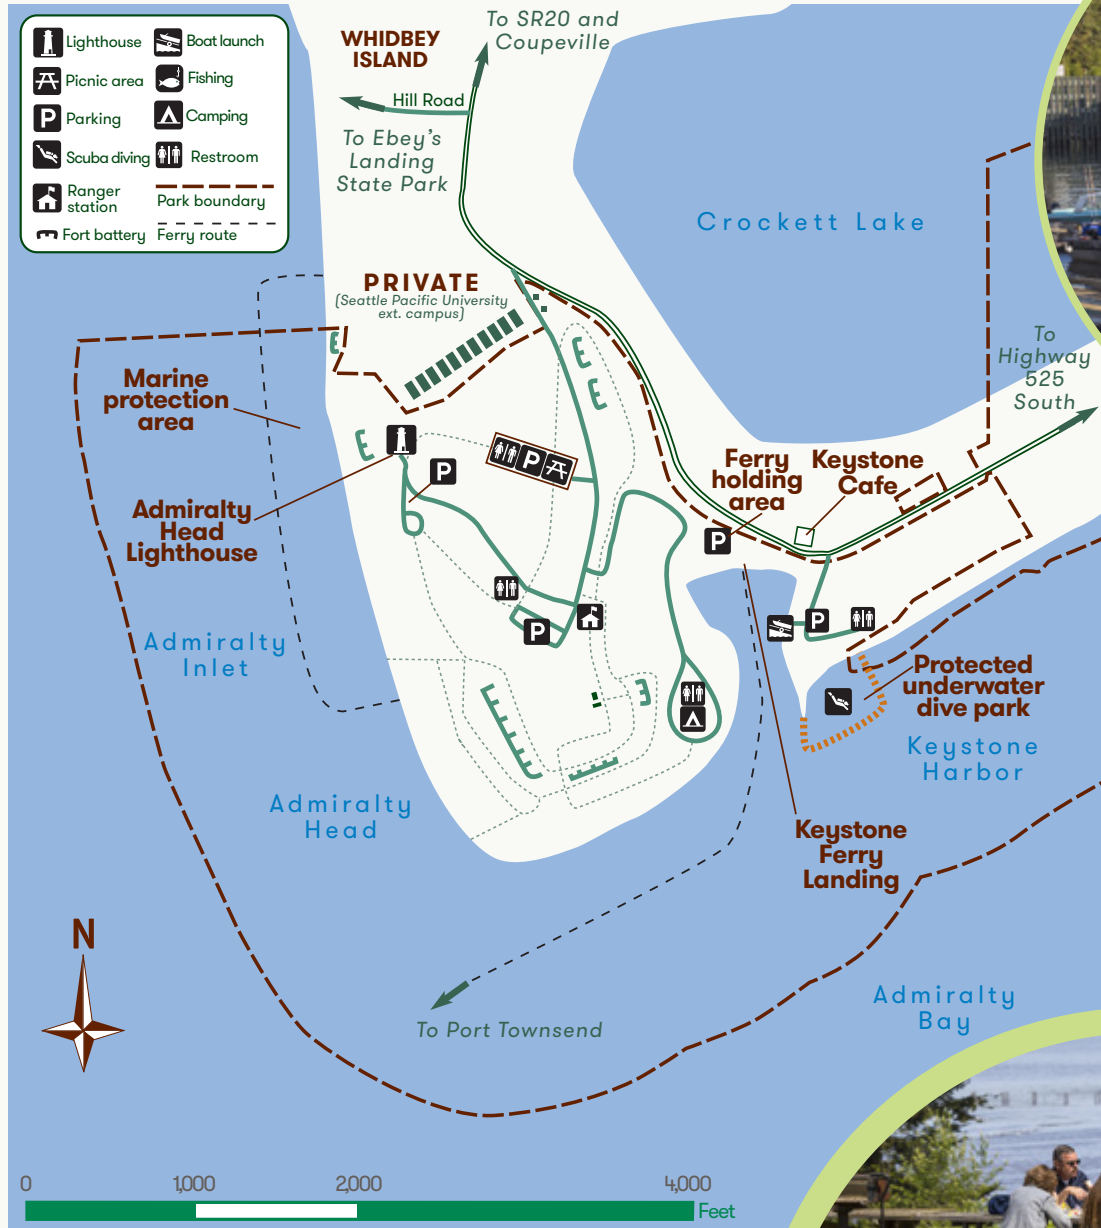 Lighthouse
Boat launch
Picnic area
Fishing
P
Parking
Camping
Scuba diving
Restroom
Ranger
station
Park boundary
Fort battery
Ferry route
WHIDBEY
ISLAND
To SR20 and
Coupeville
Hill Road
To Ebey's
Landing
State Park
Crockett Lake
PRIVATE
(Seattle Pacific University
ext. campus)
To
Highway
525
South
Marine
protection
area
P
P
Ferry
holding
area
Keystone
Cafe
Admiralty
Head
Lighthouse
P
P
P
Admiralty
Inlet
Protected
underwater
dive park
Keystone
Harbor
Admiralty
Head
Keystone
Ferry
Landing
N
Admiralty
Bay
To Port Townsend
0
1,000
2,000
4,000
Feet